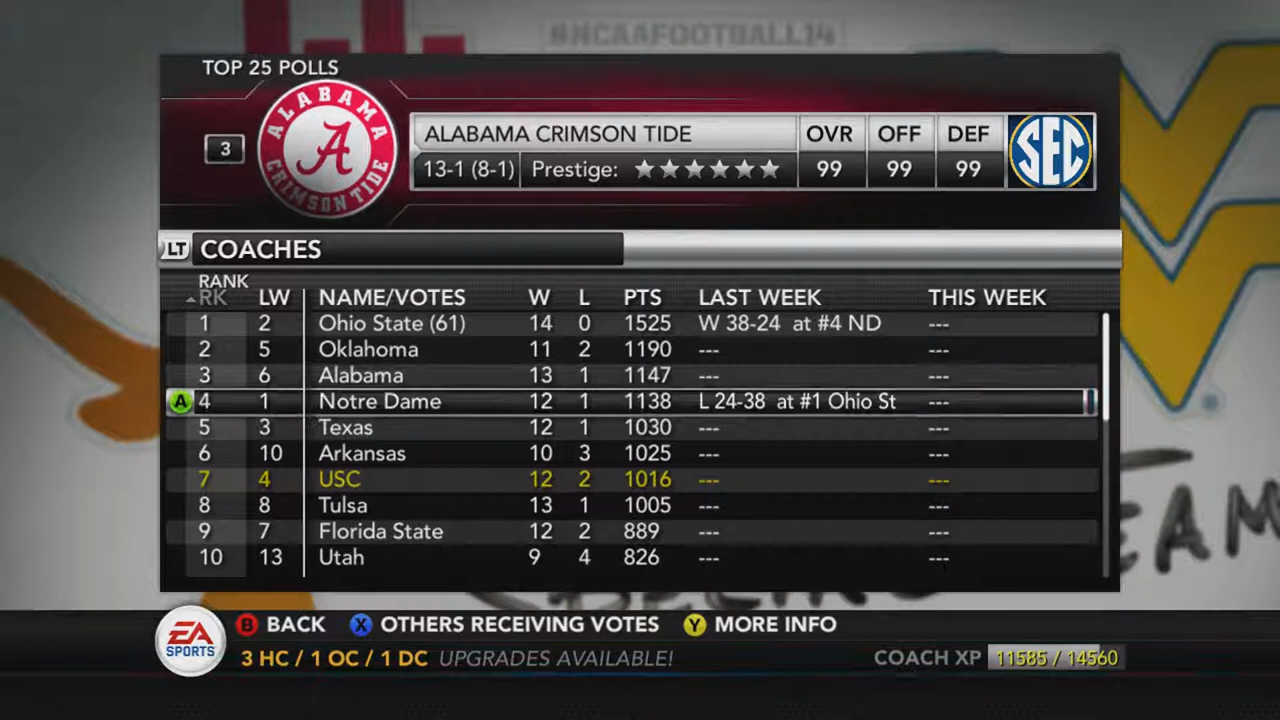 #NCAAFOOTBALL14
TOP 25 POLLS
ALABAMA
A
CRIMSON TIDE
3
ALABAMA CRIMSON TIDE OVR OFF DEF
13-1 (8-1) Prestige: ★★★★★★ 99 99 99
SEC
LT COACHES
RANK
RK LW NAME/VOTES W L PTS LAST WEEK THIS WEEK
1 2 Ohio State (61) 14 0 1525 W 38-24 at #4 ND ---
2 5 Oklahoma 11 2 1190 --- ---
3 6 Alabama 13 1 1147 --- ---
A 4 1 Notre Dame 12 1 1138 L 24-38 at #1 Ohio St ---
5 3 Texas 12 1 1030 --- ---
6 10 Arkansas 10 3 1025 --- ---
7 4 USC 12 2 1016 --- ---
8 8 Tulsa 13 1 1005 --- ---
9 7 Florida State 12 2 889 --- ---
10 13 Utah 9 4 826 --- ---
EA SPORTS
B BACK X OTHERS RECEIVING VOTES Y MORE INFO
3 HC / 1 OC / 1 DC UPGRADES AVAILABLE! COACH XP 11585 / 14560